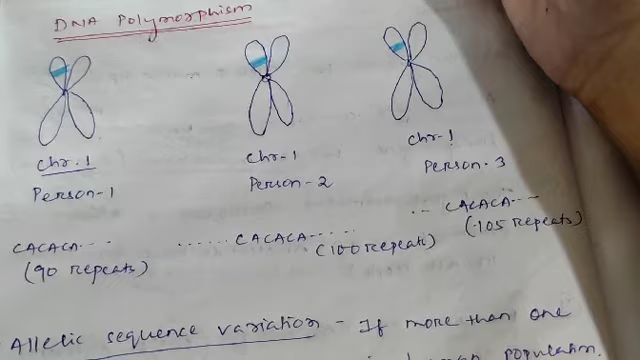 DNA Polymorphism
Chr.1
Person-1
Chr-1
Person-2
Chr-1
Person-3
CACACA....
(90 Repeats)
...... CACACA......
(100 Repeats)
.. CACACA...
(105 Repeats)
Allelic sequence variation - If more than one
human population.